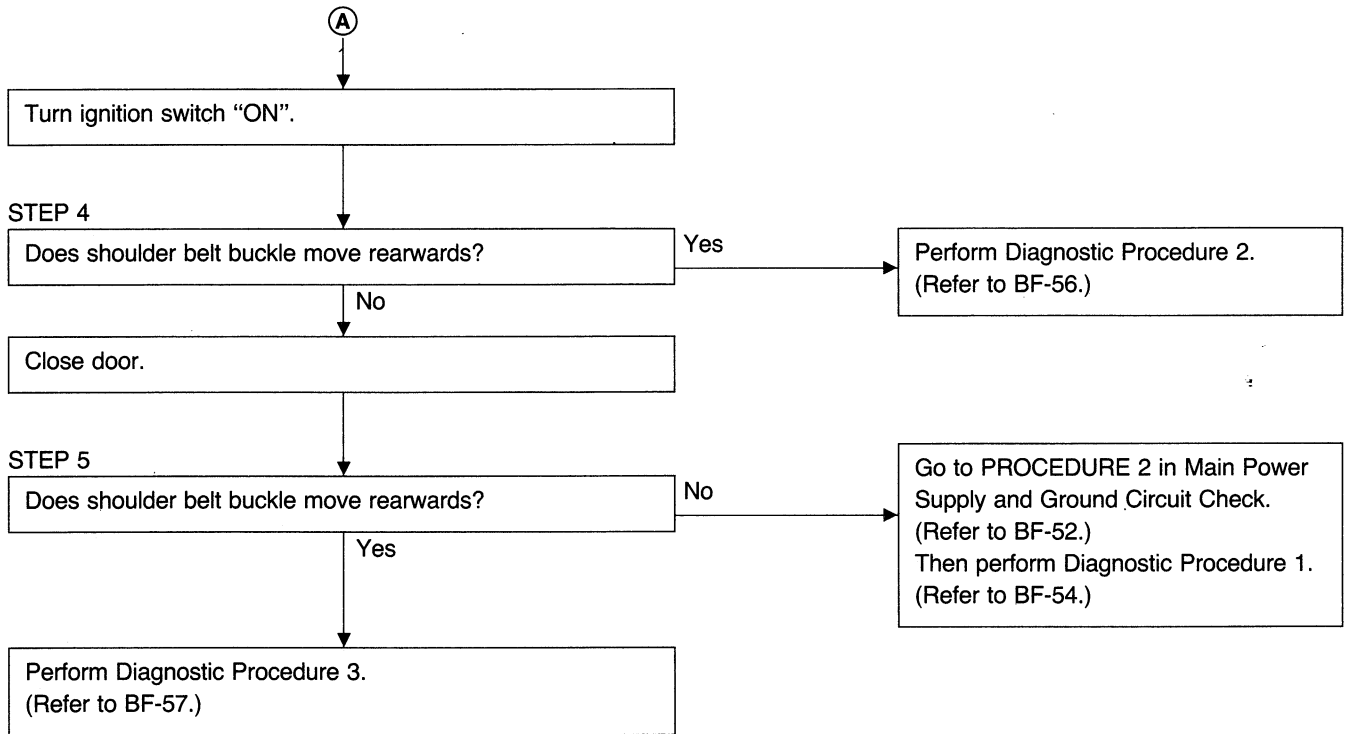 A
Turn ignition switch “ON”.
STEP 4
Does shoulder belt buckle move rearwards?
Yes
Perform Diagnostic Procedure 2.
(Refer to BF-56.)
No
Close door.
STEP 5
Does shoulder belt buckle move rearwards?
No
Go to PROCEDURE 2 in Main Power
Supply and Ground Circuit Check.
(Refer to BF-52.)
Then perform Diagnostic Procedure 1.
(Refer to BF-54.)
Yes
Perform Diagnostic Procedure 3.
(Refer to BF-57.)